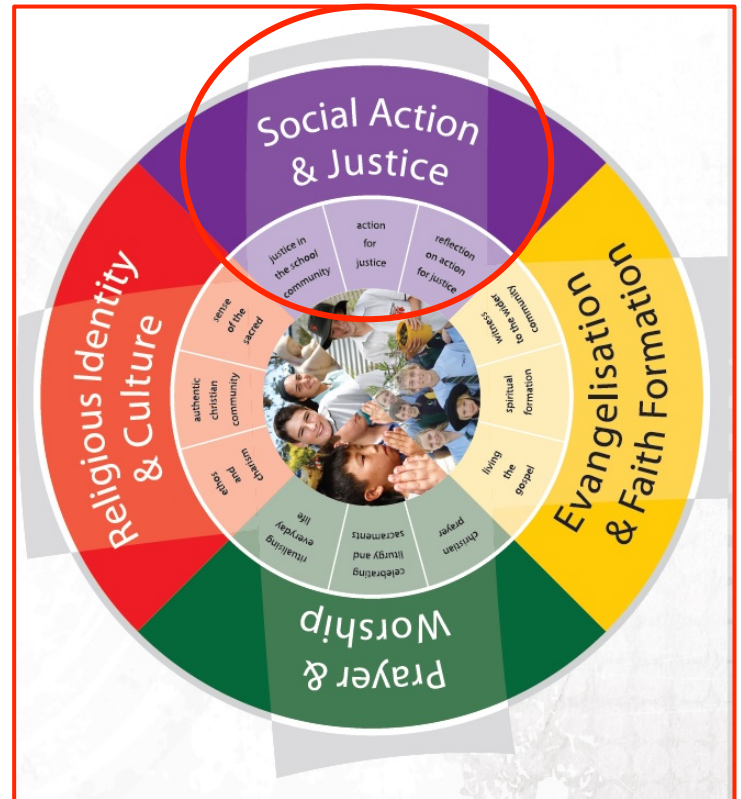 Social Action
& Justice
justice in
the school
community
action
for
justice
reflection
on action
for justice
Evangelisation
& Faith Formation
witness
to the wider
community
spiritual
formation
living
the
gospel
Prayer &
Worship
christian
prayer
celebrating
liturgy and
sacraments
ritualising
everyday
life
Religious Identity
& Culture
ethos
and
charism
authentic
christian
community
sense
of the
sacred